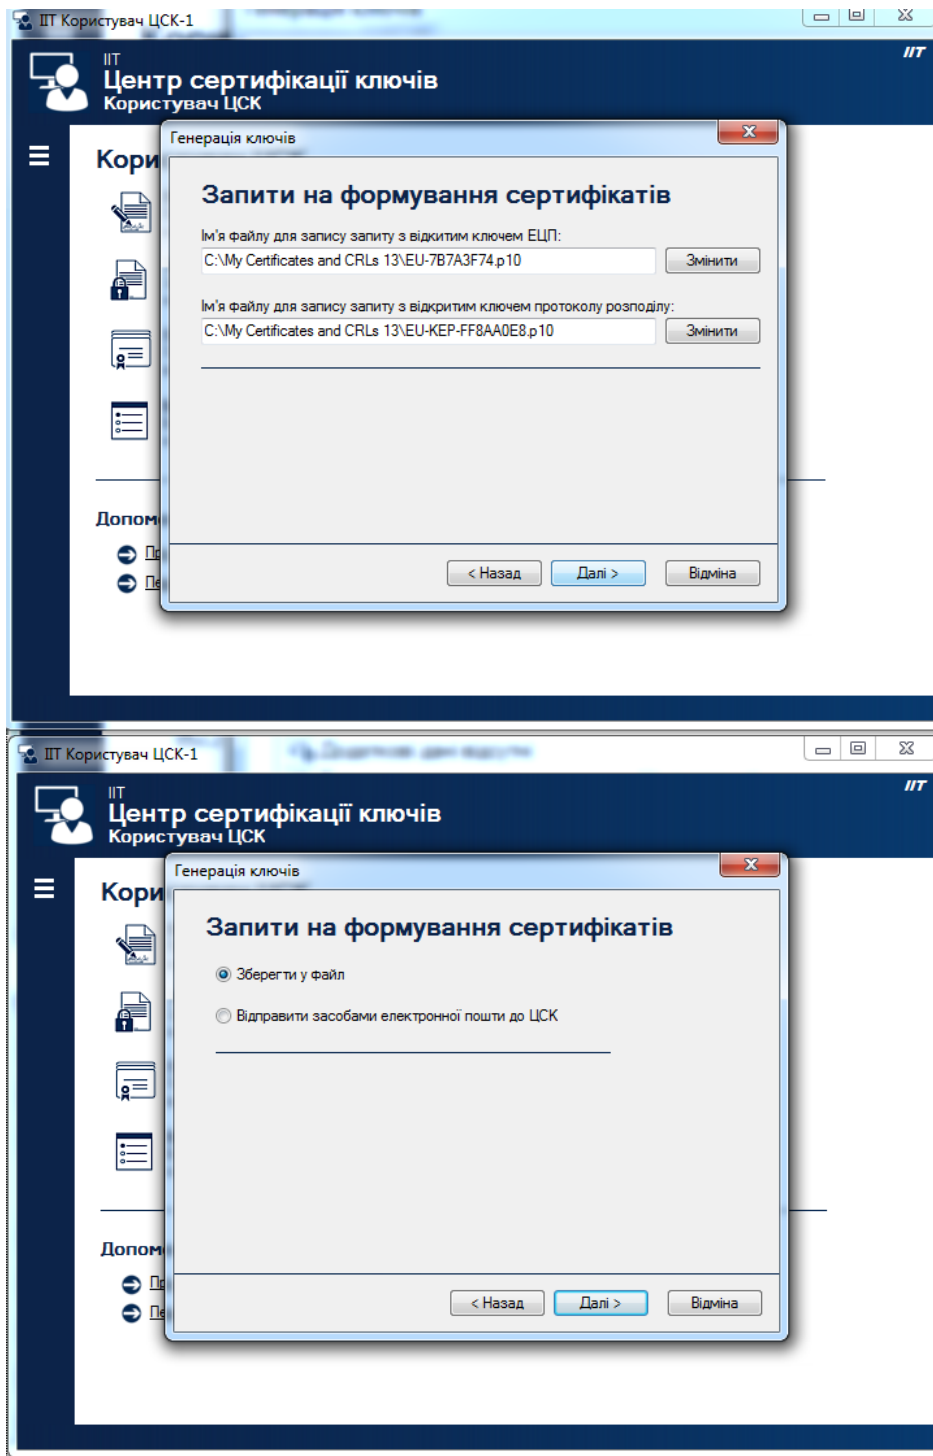 ІІТ Користувач ЦСК-1
ІІТ
ІІТ
Центр сертифікації ключів
Користувач ЦСК
Генерація ключів
Кори
Запити на формування сертифікатів
Ім'я файлу для запису запиту з відкитим ключем ЕЦП:
C:\My Certificates and CRLs 13\EU-7B7A3F74.p10
Змінити
Ім'я файлу для запису запиту з відкритим ключем протоколу розподілу:
C:\My Certificates and CRLs 13\EU-KEP-FF8AA0E8.p10
Змінити
Допом
Пе
< Назад
Далі >
Відміна
ІІТ Користувач ЦСК-1
ІІТ
ІІТ
Центр сертифікації ключів
Користувач ЦСК
Генерація ключів
Кори
Запити на формування сертифікатів
Зберегти у файл
Відправити засобами електронної пошти до ЦСК
Допом
Пе
< Назад
Далі >
Відміна